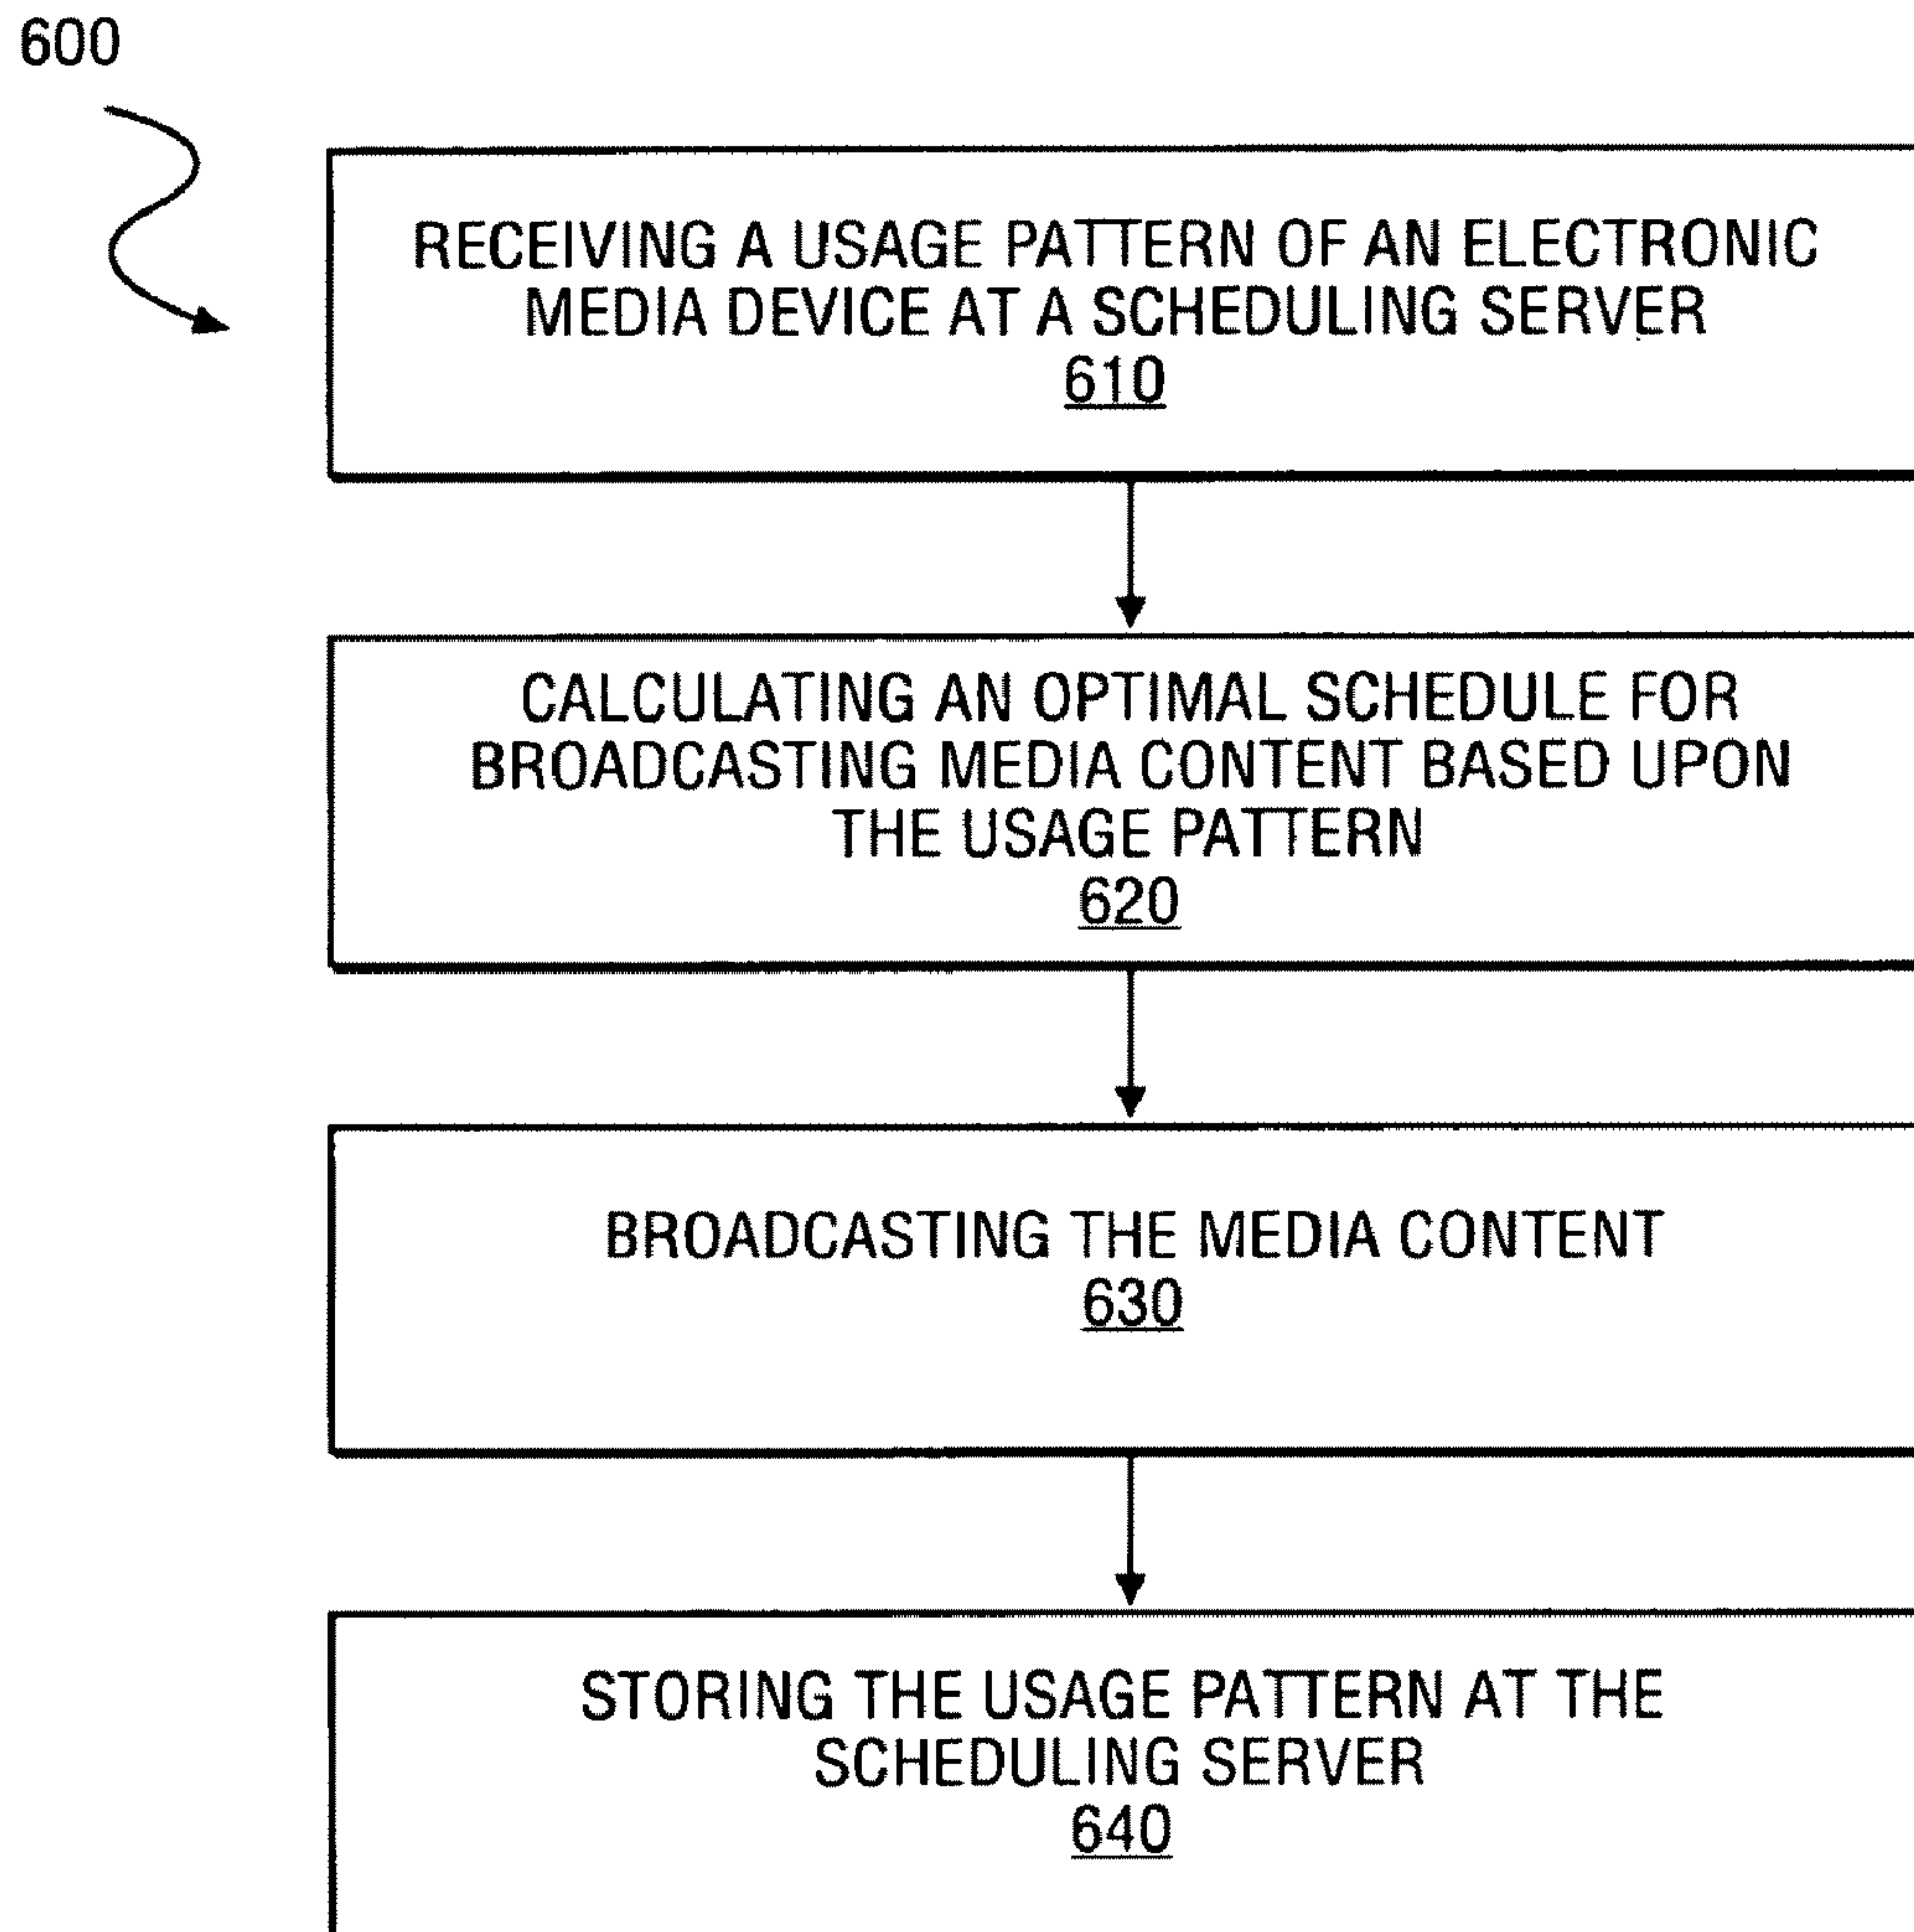 600
RECEIVING A USAGE PATTERN OF AN ELECTRONIC
MEDIA DEVICE AT A SCHEDULING SERVER
610
CALCULATING AN OPTIMAL SCHEDULE FOR
BROADCASTING MEDIA CONTENT BASED UPON
THE USAGE PATTERN
620
BROADCASTING THE MEDIA CONTENT
630
STORING THE USAGE PATTERN AT THE
SCHEDULING SERVER
640